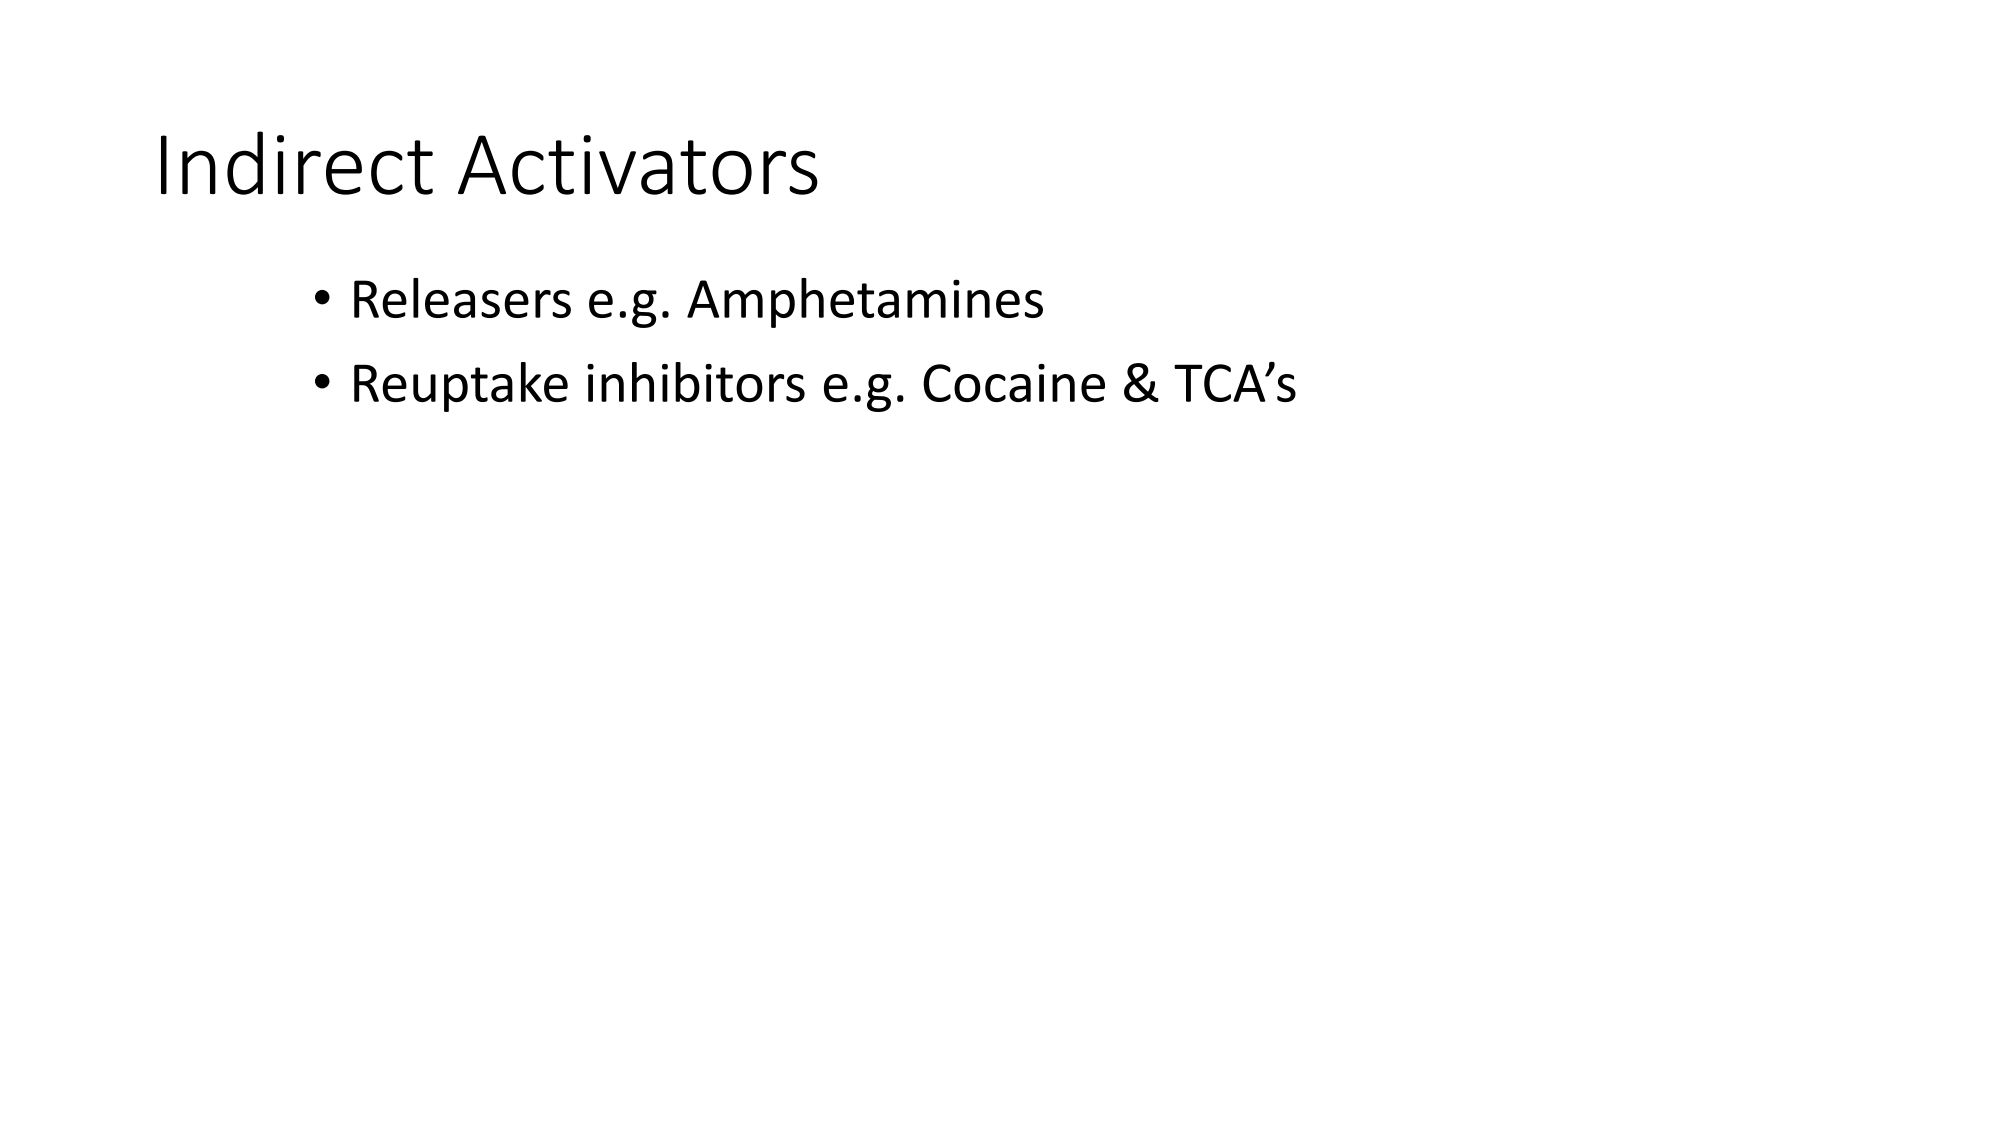 Indirect Activators
• Releasers e.g. Amphetamines
• Reuptake inhibitors e.g. Cocaine & TCA’s